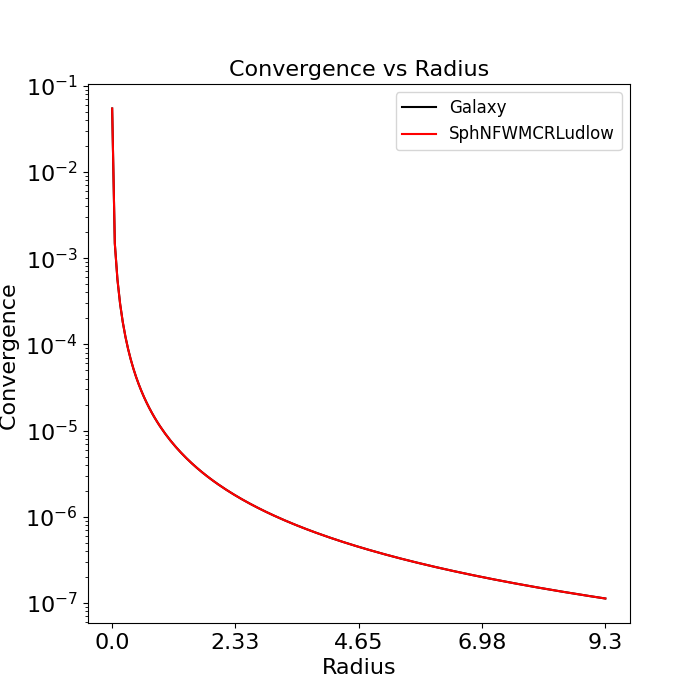 Convergence vs Radius
Galaxy
SphNFWMCRLudlow
Convergence
10⁻¹
10⁻²
10⁻³
10⁻⁴
10⁻⁵
10⁻⁶
10⁻⁷
0.0 2.33 4.65 6.98 9.3
Radius